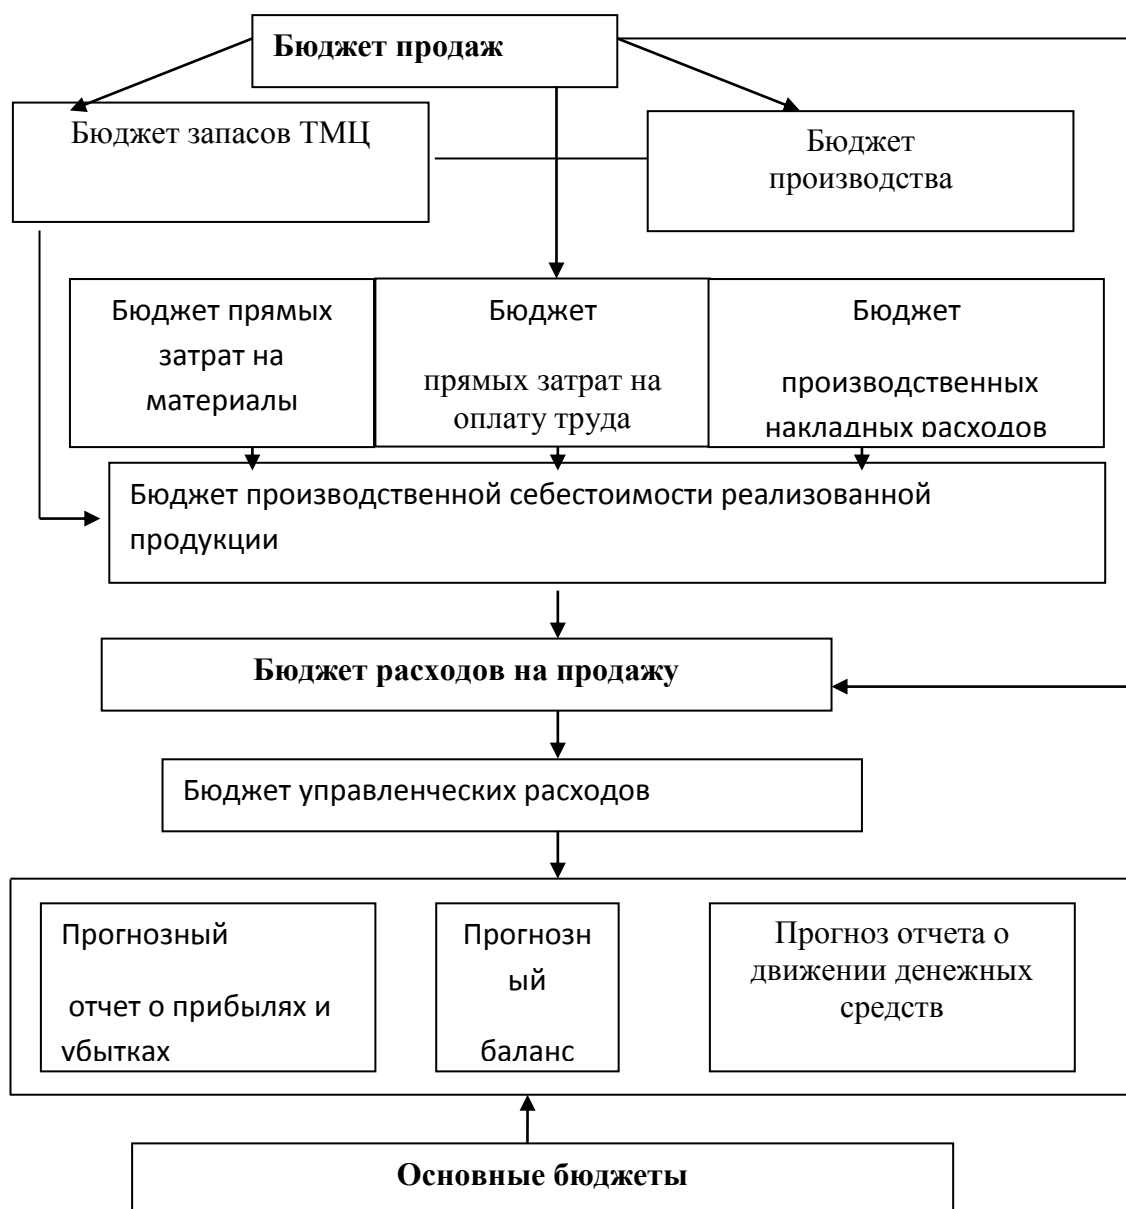 Бюджет продаж
Бюджет запасов ТМЦ
Бюджет
производства
Бюджет прямых
затрат на
материалы
Бюджет
прямых затрат на
оплату труда
Бюджет
производственных
накладных расходов
Бюджет производственной себестоимости реализованной
продукции
Бюджет расходов на продажу
Бюджет управленческих расходов
Прогнозный
отчет о прибылях и
убытках
Прогнозн
ый
баланс
Прогноз отчета о
движении денежных
средств
Основные бюджеты